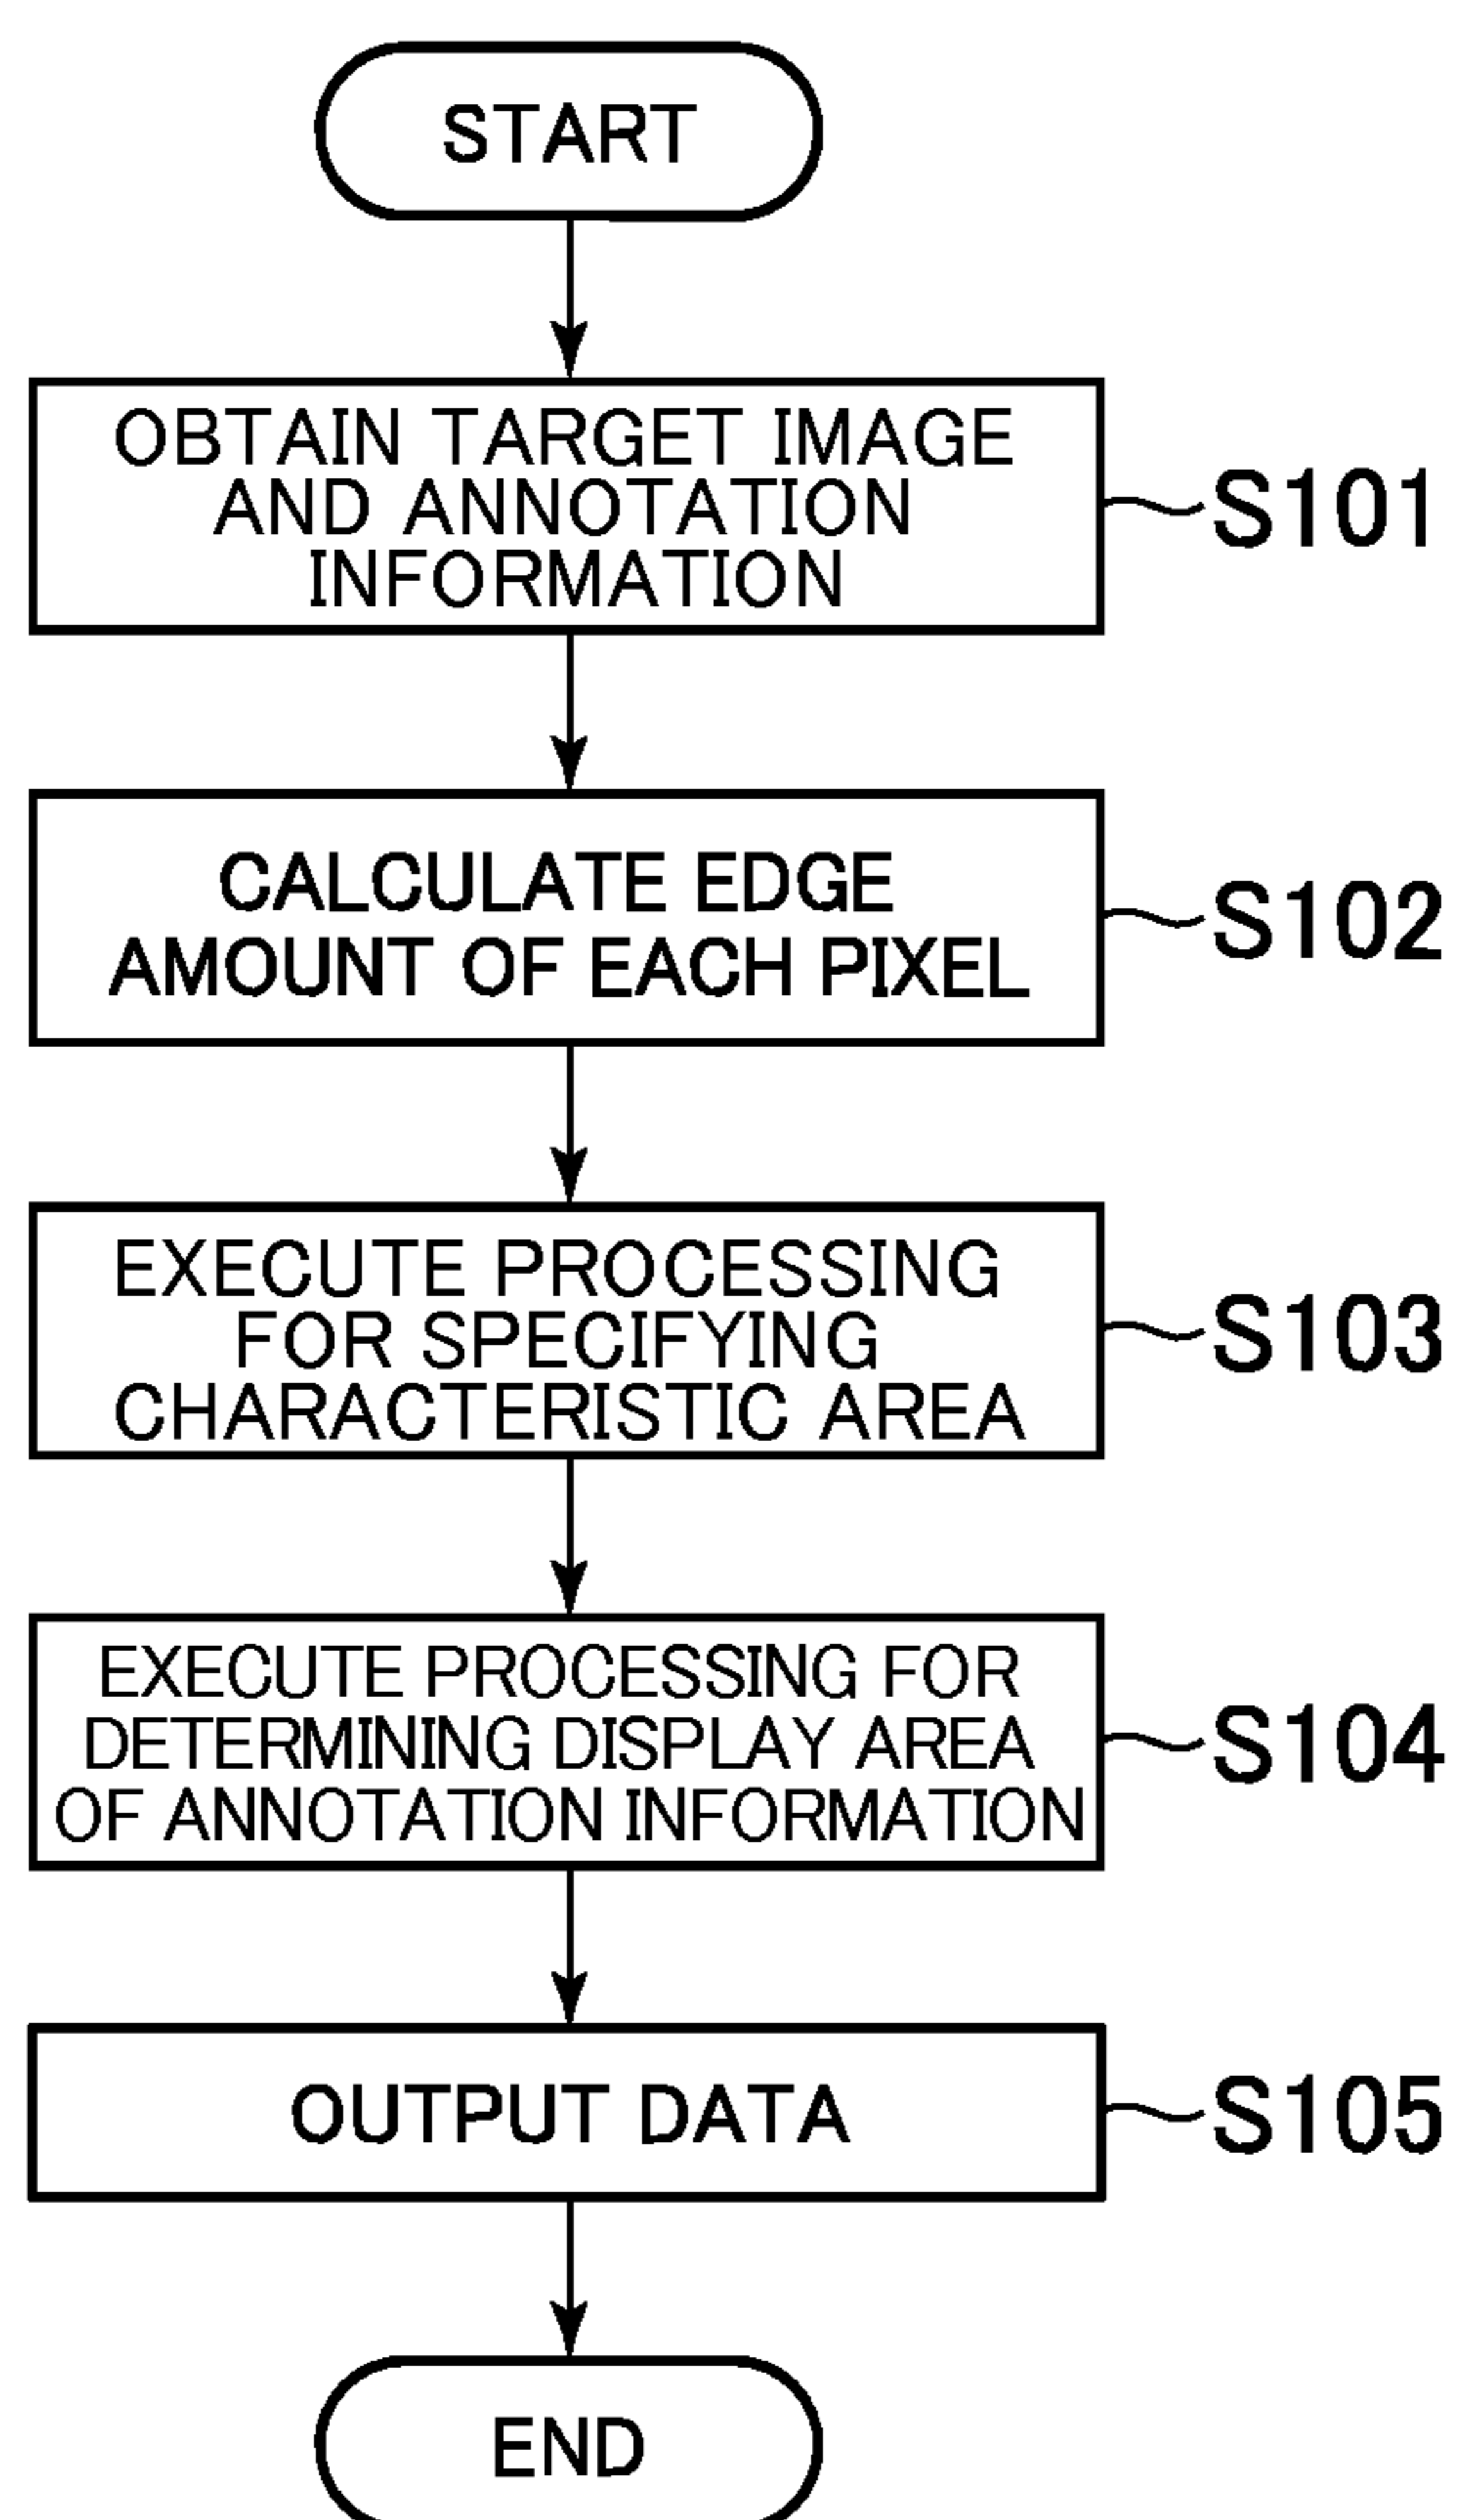 START
OBTAIN TARGET IMAGE
AND ANNOTATION
INFORMATION
S101
CALCULATE EDGE
AMOUNT OF EACH PIXEL
S102
EXECUTE PROCESSING
FOR SPECIFYING
CHARACTERISTIC AREA
S103
EXECUTE PROCESSING FOR
DETERMINING DISPLAY AREA
OF ANNOTATION INFORMATION
S104
OUTPUT DATA
S105
END